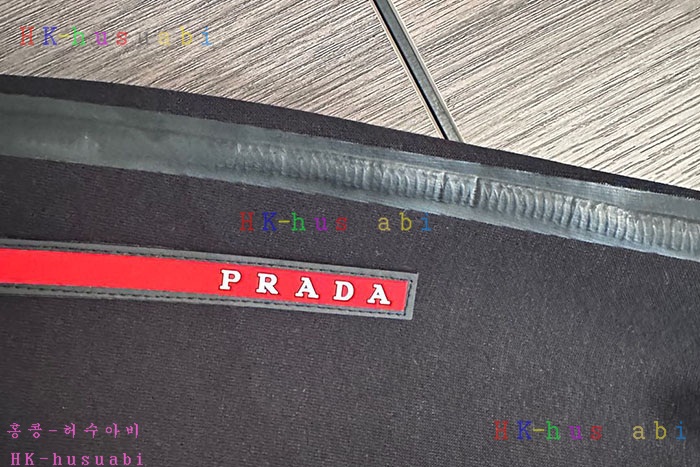 HK-husuabi
HK-hus abi
PRADA
HK-hus abi
홍콩-허수아비
HK-husuabi